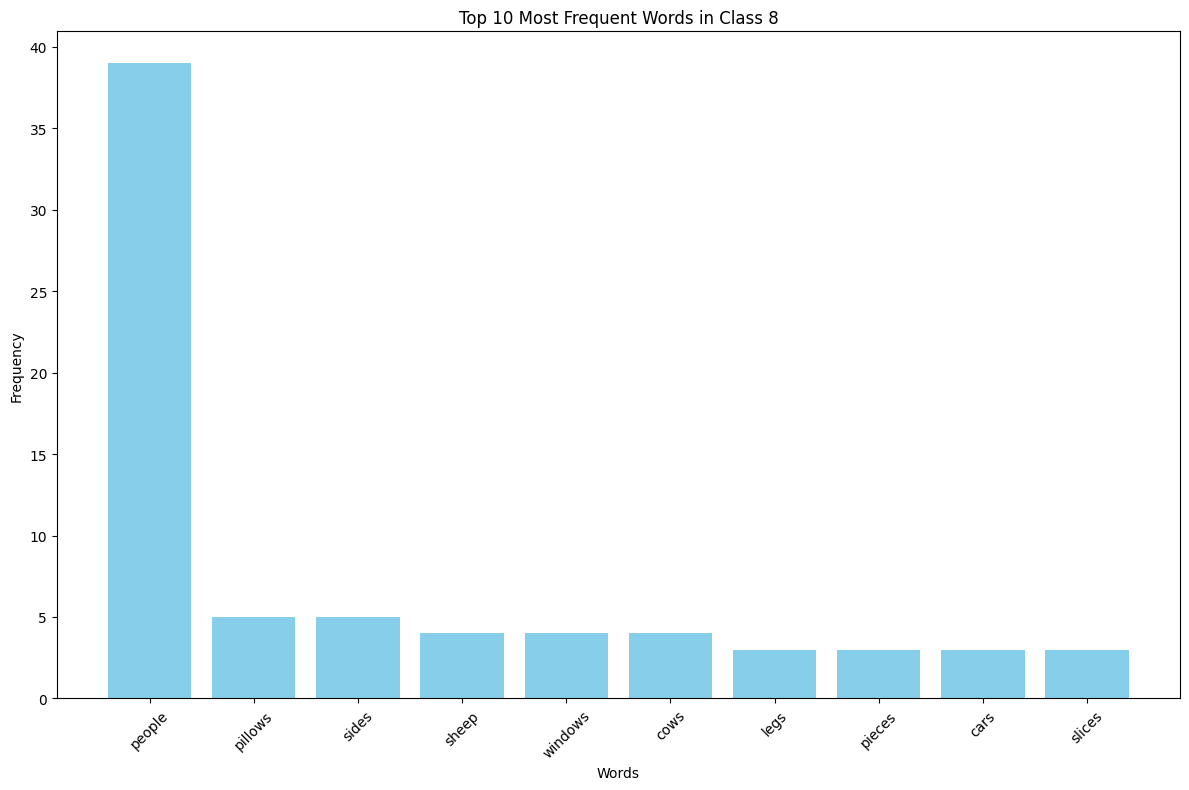 Top 10 Most Frequent Words in Class 8
40
35
30
25
20
15
10
5
0
Frequency
people pillows sides sheep windows cows legs pieces cars slices
Words